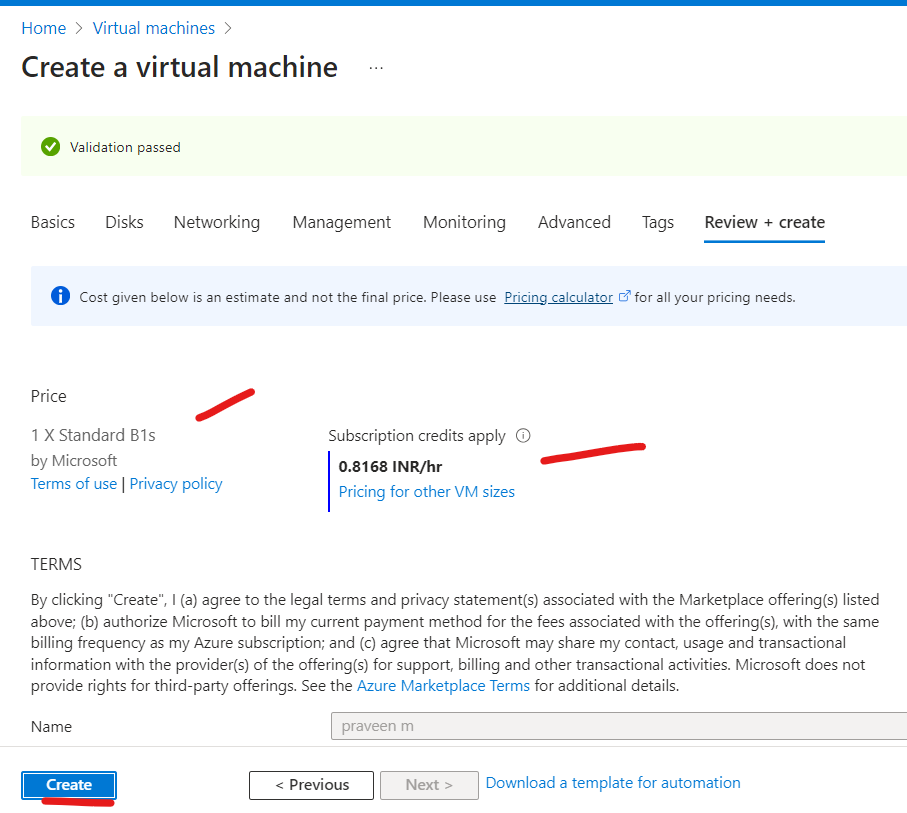 Home > Virtual machines >
Create a virtual machine ...
Validation passed
Basics Disks Networking Management Monitoring Advanced Tags Review + create
Cost given below is an estimate and not the final price. Please use Pricing calculator for all your pricing needs.
Price
1 X Standard B1s
by Microsoft
Terms of use | Privacy policy
Subscription credits apply
0.8168 INR/hr
Pricing for other VM sizes
TERMS
By clicking "Create", I (a) agree to the legal terms and privacy statement(s) associated with the Marketplace offering(s) listed
above; (b) authorize Microsoft to bill my current payment method for the fees associated with the offering(s), with the same
billing frequency as my Azure subscription; and (c) agree that Microsoft may share my contact, usage and transactional
information with the provider(s) of the offering(s) for support, billing and other transactional activities. Microsoft does not
provide rights for third-party offerings. See the Azure Marketplace Terms for additional details.
Name praveen m
Create < Previous Next > Download a template for automation